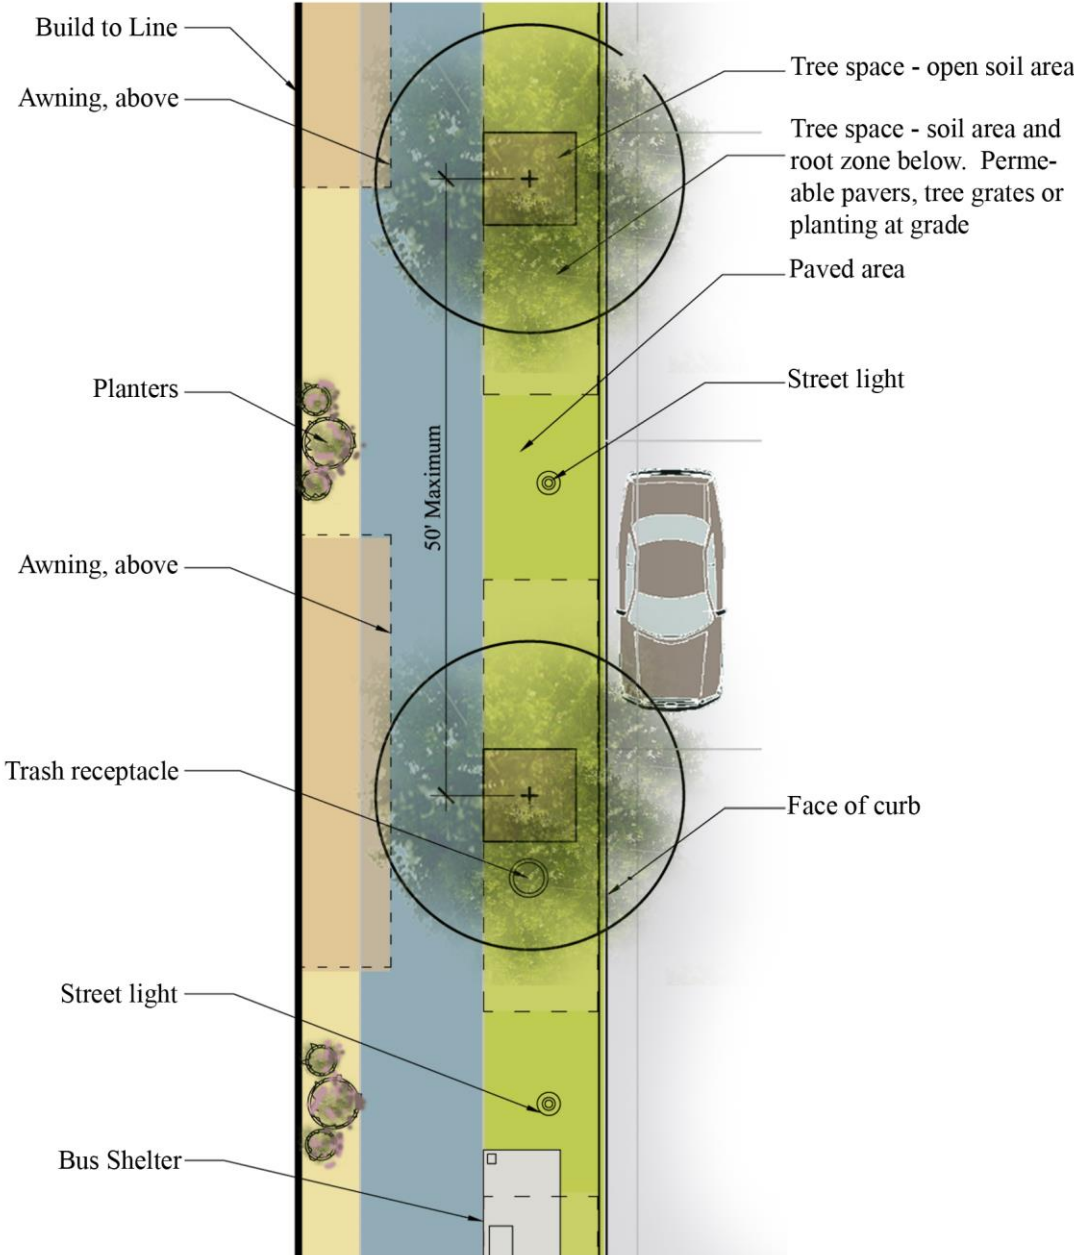 Build to Line
Awning, above
Tree space - open soil area
Tree space - soil area and
root zone below.  Perme-
able pavers, tree grates or
planting at grade
Paved area
Planters
Street light
50' Maximum
Awning, above
Trash receptacle
Face of curb
Street light
Bus Shelter